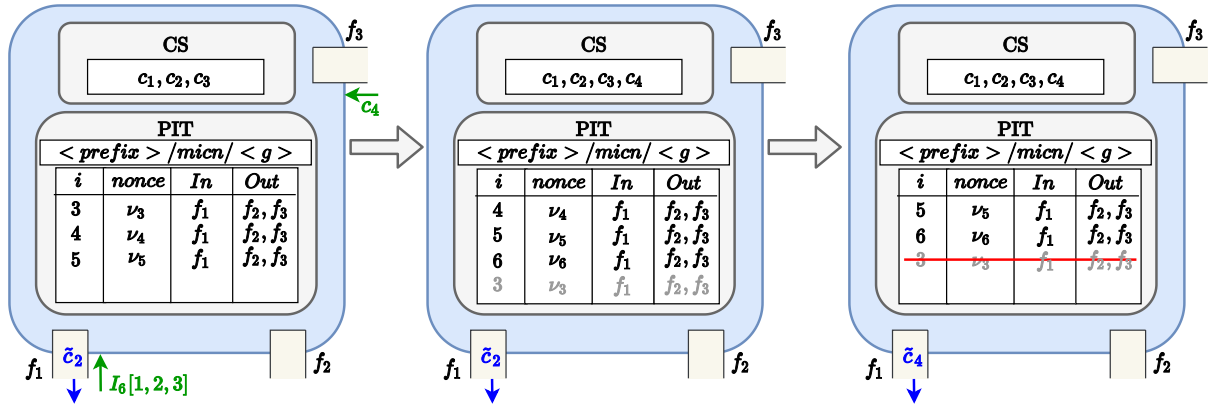 f₃
CS
c₁, c₂, c₃
c₄
PIT
< prefix > /micn/ < g >
i nonce In Out
3 ν₃ f₁ f₂, f₃
4 ν₄ f₁ f₂, f₃
5 ν₅ f₁ f₂, f₃
f₁
c̃₂
I₆[1, 2, 3]
f₂
f₃
CS
c₁, c₂, c₃, c₄
PIT
< prefix > /micn/ < g >
i nonce In Out
4 ν₄ f₁ f₂, f₃
5 ν₅ f₁ f₂, f₃
6 ν₆ f₁ f₂, f₃
3 ν₃ f₁ f₂, f₃
f₁
c̃₂
f₂
f₃
CS
c₁, c₂, c₃, c₄
PIT
< prefix > /micn/ < g >
i nonce In Out
5 ν₅ f₁ f₂, f₃
6 ν₆ f₁ f₂, f₃
3 ν₃ f₁ f₂, f₃
f₁
c̃₄
f₂